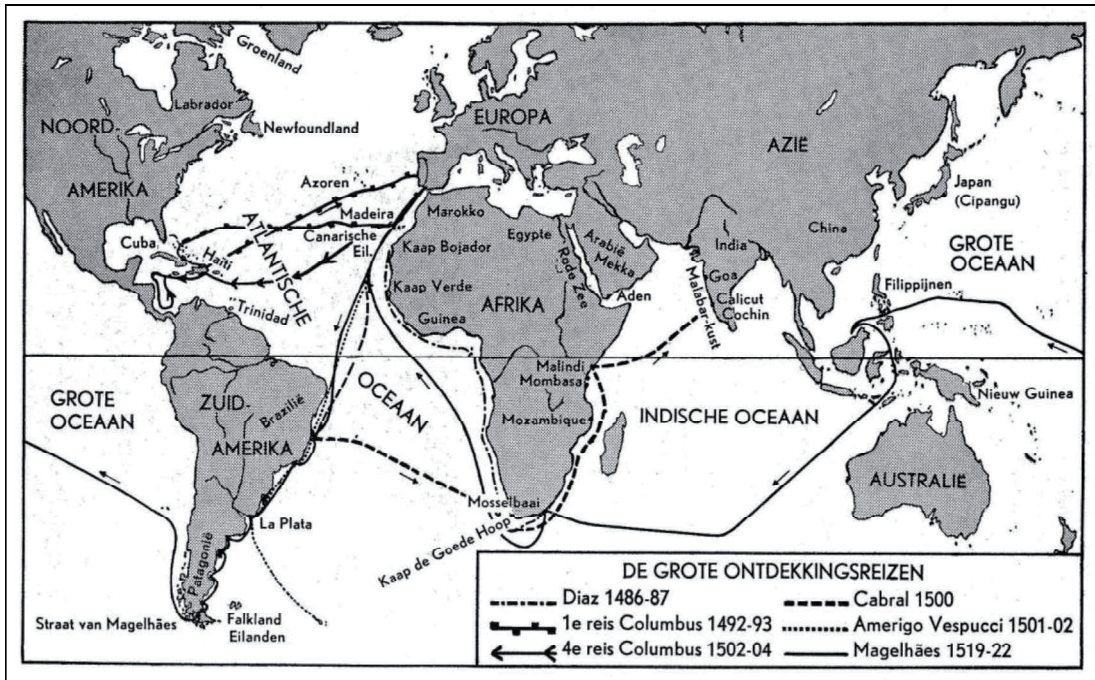 Groenland
Labrador
NOORD-
AMERIKA
Newfoundland
EUROPA
AZIË
Azoren
Madeira
Canarische
Eil.
ATLANTISCHE
OCEAAN
Cuba
Haïti
Trinidad
Marokko
Kaap Bojador
Kaap Verde
Guinea
Egypte
Rode Zee
Arabië
Mekka
Aden
AFRIKA
India
Goa
Malabar-kust
Calicut
Cochin
China
Japan
(Cipangu)
GROTE
OCEAAN
Filippijnen
Nieuw Guinea
Malindi
Mombasa
Mozambique
INDISCHE OCEAAN
AUSTRALIË
GROTE
OCEAAN
ZUID-
AMERIKA
Brazilië
La Plata
Patagonië
Straat van Magelhães
Falkland
Eilanden
Mosselbaai
Kaap de Goede Hoop
DE GROTE ONTDEKKINGSREIZEN
Diaz 1486-87
1e reis Columbus 1492-93
4e reis Columbus 1502-04
Cabral 1500
Amerigo Vespucci 1501-02
Magelhães 1519-22